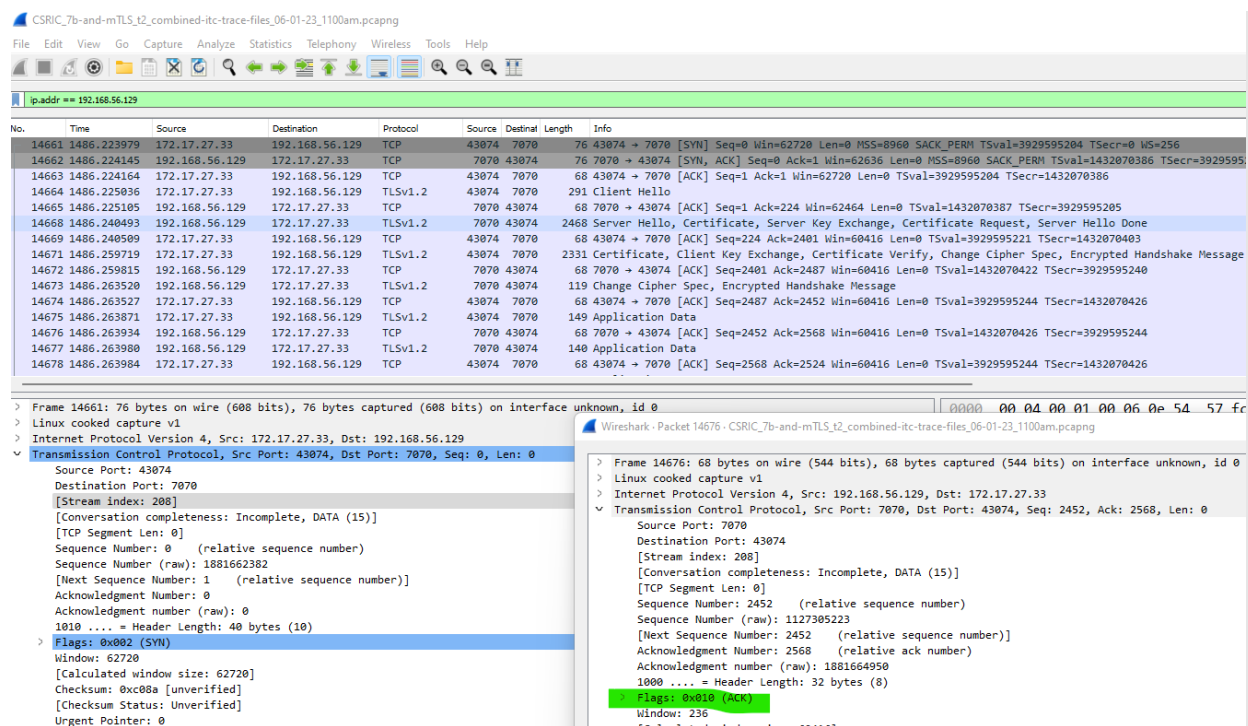 CSRIC_7b-and-mTLS_t2_combined-itc-trace-files_06-01-23_1100am.pcapng
File Edit View Go Capture Analyze Statistics Telephony Wireless Tools Help
ip.addr == 192.168.56.129
No. Time Source Destination Protocol Source Destinat Length Info
14661 1486.223979 172.17.27.33 192.168.56.129 TCP 43074 7070 76 43074 → 7070 [SYN] Seq=0 Win=62720 Len=0 MSS=8960 SACK_PERM TSval=3929595204 TSecr=0 WS=256
14662 1486.224145 192.168.56.129 172.17.27.33 TCP 7070 43074 76 7070 → 43074 [SYN, ACK] Seq=0 Ack=1 Win=62636 Len=0 MSS=8960 SACK_PERM TSval=1432070386 TSecr=3929595
14663 1486.224164 172.17.27.33 192.168.56.129 TCP 43074 7070 68 43074 → 7070 [ACK] Seq=1 Ack=1 Win=62720 Len=0 TSval=3929595204 TSecr=1432070386
14664 1486.225036 172.17.27.33 192.168.56.129 TLSv1.2 43074 7070 291 Client Hello
14665 1486.225105 192.168.56.129 172.17.27.33 TCP 7070 43074 68 7070 → 43074 [ACK] Seq=1 Ack=224 Win=62464 Len=0 TSval=1432070387 TSecr=3929595205
14668 1486.240493 192.168.56.129 172.17.27.33 TLSv1.2 7070 43074 2468 Server Hello, Certificate, Server Key Exchange, Certificate Request, Server Hello Done
14669 1486.240509 172.17.27.33 192.168.56.129 TCP 43074 7070 68 43074 → 7070 [ACK] Seq=224 Ack=2401 Win=60416 Len=0 TSval=3929595221 TSecr=1432070403
14671 1486.259719 172.17.27.33 192.168.56.129 TLSv1.2 43074 7070 2331 Certificate, Client Key Exchange, Certificate Verify, Change Cipher Spec, Encrypted Handshake Message
14672 1486.259815 192.168.56.129 172.17.27.33 TCP 7070 43074 68 7070 → 43074 [ACK] Seq=2401 Ack=2487 Win=60416 Len=0 TSval=1432070422 TSecr=3929595240
14673 1486.263520 192.168.56.129 172.17.27.33 TLSv1.2 7070 43074 119 Change Cipher Spec, Encrypted Handshake Message
14674 1486.263527 172.17.27.33 192.168.56.129 TCP 43074 7070 68 43074 → 7070 [ACK] Seq=2487 Ack=2452 Win=60416 Len=0 TSval=3929595244 TSecr=1432070426
14675 1486.263871 172.17.27.33 192.168.56.129 TLSv1.2 43074 7070 149 Application Data
14676 1486.263934 192.168.56.129 172.17.27.33 TCP 7070 43074 68 7070 → 43074 [ACK] Seq=2452 Ack=2568 Win=60416 Len=0 TSval=1432070426 TSecr=3929595244
14677 1486.263980 192.168.56.129 172.17.27.33 TLSv1.2 7070 43074 140 Application Data
14678 1486.263984 172.17.27.33 192.168.56.129 TCP 43074 7070 68 43074 → 7070 [ACK] Seq=2568 Ack=2524 Win=60416 Len=0 TSval=3929595244 TSecr=1432070426
Frame 14661: 76 bytes on wire (608 bits), 76 bytes captured (608 bits) on interface unknown, id 0
Linux cooked capture v1
Internet Protocol Version 4, Src: 172.17.27.33, Dst: 192.168.56.129
Transmission Control Protocol, Src Port: 43074, Dst Port: 7070, Seq: 0, Len: 0
Source Port: 43074
Destination Port: 7070
[Stream index: 208]
[Conversation completeness: Incomplete, DATA (15)]
[TCP Segment Len: 0]
Sequence Number: 0 (relative sequence number)
Sequence Number (raw): 1881662382
[Next Sequence Number: 1 (relative sequence number)]
Acknowledgment Number: 0
Acknowledgment number (raw): 0
1010 .... = Header Length: 40 bytes (10)
Flags: 0x002 (SYN)
Window: 62720
[Calculated window size: 62720]
Checksum: 0xc08a [unverified]
[Checksum Status: Unverified]
Urgent Pointer: 0
0000 00 04 00 01 00 06 0e 54 57 fc
Wireshark · Packet 14676 · CSRIC_7b-and-mTLS_t2_combined-itc-trace-files_06-01-23_1100am.pcapng
Frame 14676: 68 bytes on wire (544 bits), 68 bytes captured (544 bits) on interface unknown, id 0
Linux cooked capture v1
Internet Protocol Version 4, Src: 192.168.56.129, Dst: 172.17.27.33
Transmission Control Protocol, Src Port: 7070, Dst Port: 43074, Seq: 2452, Ack: 2568, Len: 0
Source Port: 7070
Destination Port: 43074
[Stream index: 208]
[Conversation completeness: Incomplete, DATA (15)]
[TCP Segment Len: 0]
Sequence Number: 2452 (relative sequence number)
Sequence Number (raw): 1127305223
[Next Sequence Number: 2452 (relative sequence number)]
Acknowledgment Number: 2568 (relative ack number)
Acknowledgment number (raw): 1881664950
1000 .... = Header Length: 32 bytes (8)
Flags: 0x010 (ACK)
Window: 236